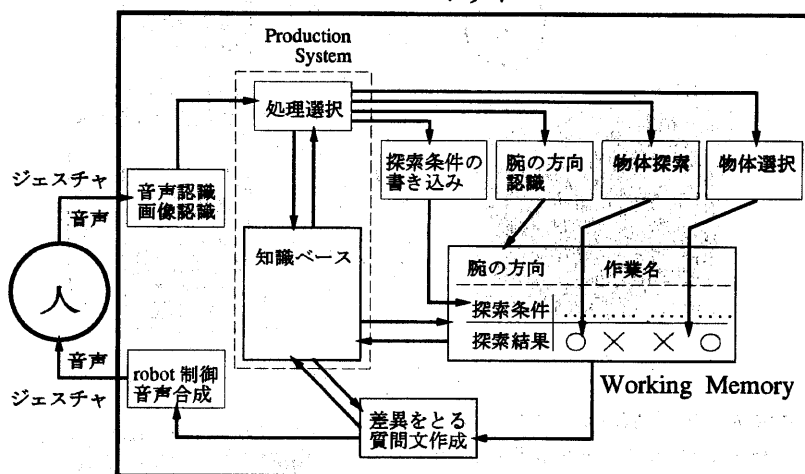 Production
System
処理選択
探索条件の
書き込み
腕の方向
認識
物体探索
物体選択
ジェスチャ
音声
音声認識
画像認識
知識ベース
腕の方向 作業名
探索条件
探索結果 ○ × × ○
人
音声
ジェスチャ
robot 制御
音声合成
Working Memory
差異をとる
質問文作成